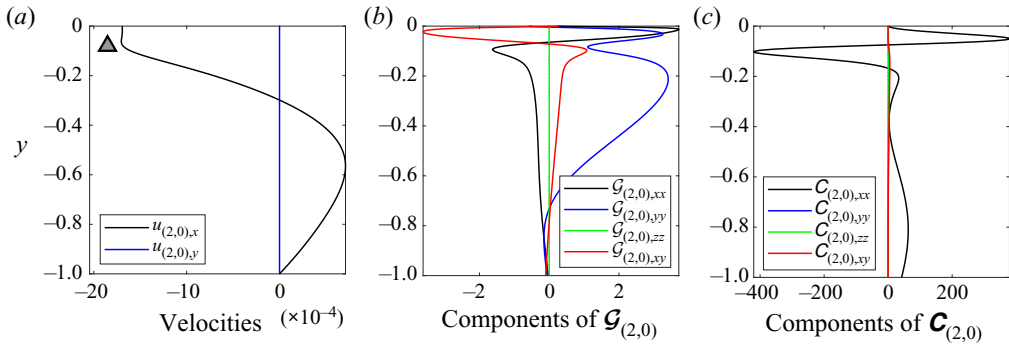 (a)
(b)
(c)
0
−0.2
−0.4
y
−0.6
−0.8
−1.0
u(2,0),x
u(2,0),y
−20
−10
0
Velocities
(×10−4)
0
−0.2
−0.4
−0.6
−0.8
−1.0
𝒢(2,0),xx
𝒢(2,0),yy
𝒢(2,0),zz
𝒢(2,0),xy
−2
0
2
Components of 𝓖(2,0)
0
−0.2
−0.4
−0.6
−0.8
−1.0
C(2,0),xx
C(2,0),yy
C(2,0),zz
C(2,0),xy
−400
−200
0
200
Components of C(2,0)